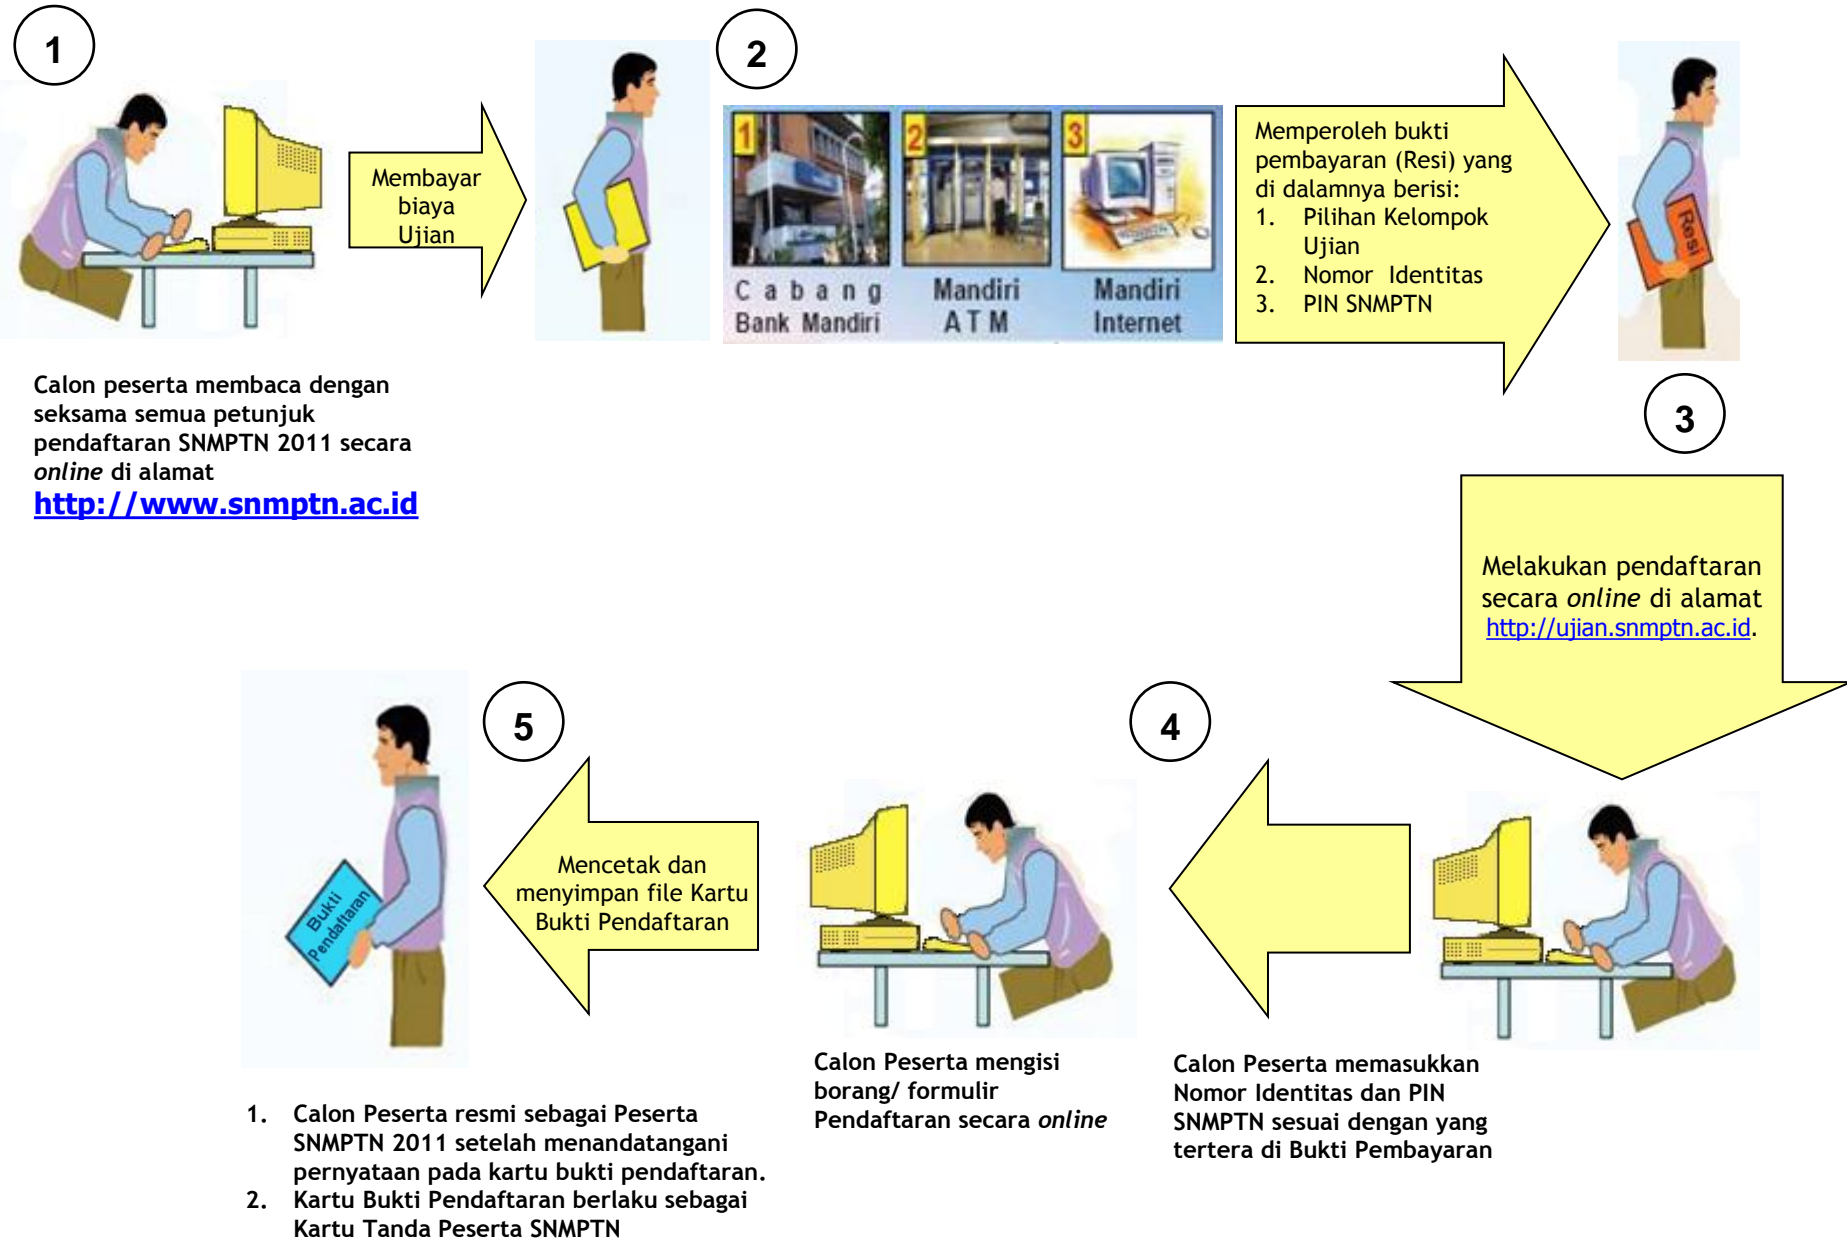 1
Calon peserta membaca dengan
seksama semua petunjuk
pendaftaran SNMPTN 2011 secara
online di alamat
http://www.snmptn.ac.id
Membayar
biaya
Ujian
2
1
2
3
Cabang
Bank Mandiri
Mandiri
ATM
Mandiri
Internet
Memperoleh bukti
pembayaran (Resi) yang
di dalamnya berisi:
1. Pilihan Kelompok
Ujian
2. Nomor Identitas
3. PIN SNMPTN
Resi
3
Melakukan pendaftaran
secara online di alamat
http://ujian.snmptn.ac.id.
Calon Peserta memasukkan
Nomor Identitas dan PIN
SNMPTN sesuai dengan yang
tertera di Bukti Pembayaran
4
Calon Peserta mengisi
borang/ formulir
Pendaftaran secara online
5
Mencetak dan
menyimpan file Kartu
Bukti Pendaftaran
Bukti
Pendaftaran
1. Calon Peserta resmi sebagai Peserta
SNMPTN 2011 setelah menandatangani
pernyataan pada kartu bukti pendaftaran.
2. Kartu Bukti Pendaftaran berlaku sebagai
Kartu Tanda Peserta SNMPTN